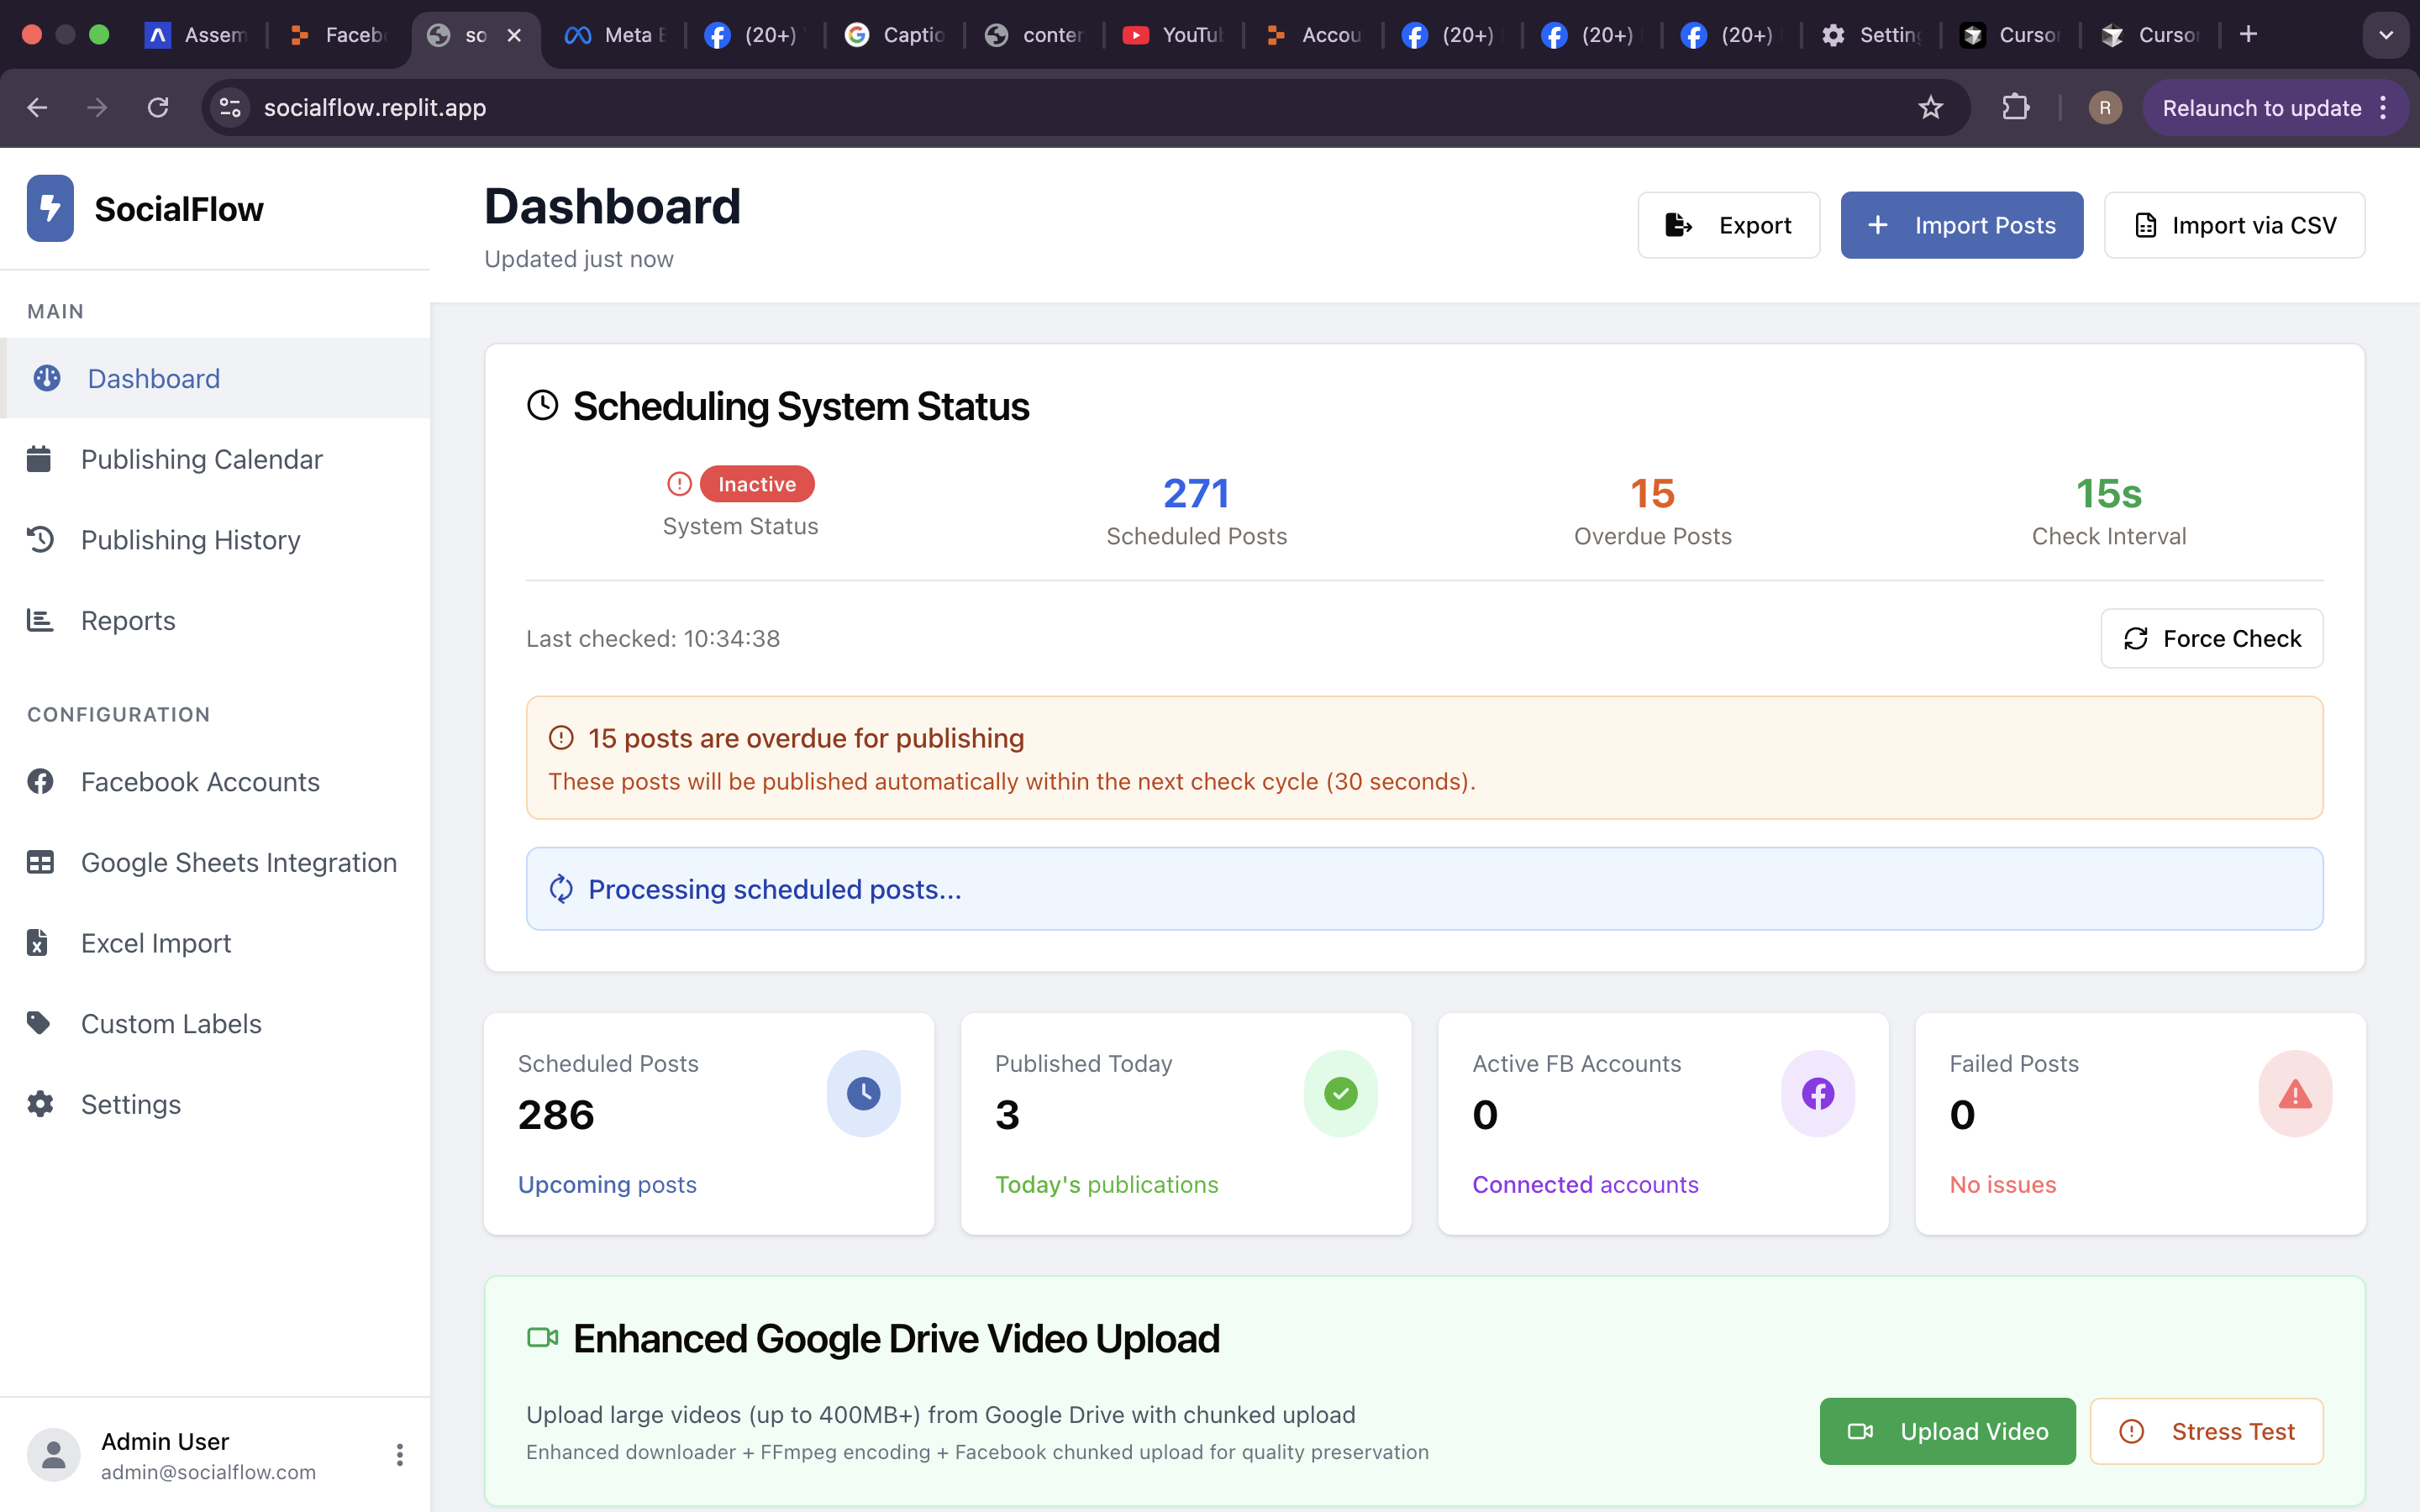 Assem
Faceb
so
Meta E
(20+)
Captio
conter
YouTu
Accou
(20+)
(20+)
(20+)
Setting
Cursor
Cursor
socialflow.replit.app
R
Relaunch to update
SocialFlow
MAIN
Dashboard
Publishing Calendar
Publishing History
Reports
CONFIGURATION
Facebook Accounts
Google Sheets Integration
Excel Import
Custom Labels
Settings
Admin User
admin@socialflow.com
Dashboard
Updated just now
Export
Import Posts
Import via CSV
Scheduling System Status
Inactive
System Status
271
Scheduled Posts
15
Overdue Posts
15s
Check Interval
Last checked: 10:34:38
Force Check
15 posts are overdue for publishing
These posts will be published automatically within the next check cycle (30 seconds).
Processing scheduled posts...
Scheduled Posts
286
Upcoming posts
Published Today
3
Today's publications
Active FB Accounts
0
Connected accounts
Failed Posts
0
No issues
Enhanced Google Drive Video Upload
Upload large videos (up to 400MB+) from Google Drive with chunked upload
Enhanced downloader + FFmpeg encoding + Facebook chunked upload for quality preservation
Upload Video
Stress Test